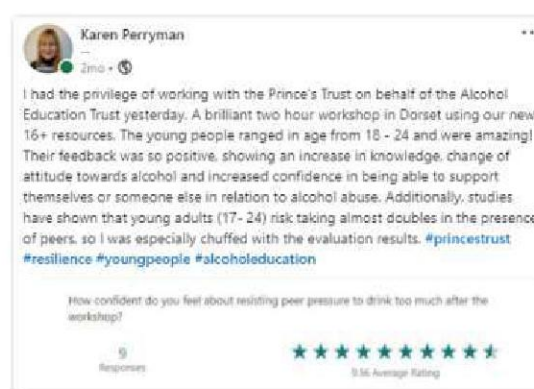 Karen Perryman
...
2mo •
I had the privilege of working with the Prince's Trust on behalf of the Alcohol
Education Trust yesterday. A brilliant two hour workshop in Dorset using our new
16+ resources. The young people ranged in age from 18 - 24 and were amazing!
Their feedback was so positive, showing an increase in knowledge, change of
attitude towards alcohol and increased confidence in being able to support
themselves or someone else in relation to alcohol abuse. Additionally, studies
have shown that young adults (17- 24) risk taking almost doubles in the presence
of peers, so I was especially chuffed with the evaluation results. #princestrust
#resilience #youngpeople #alcoholeducation
How confident do you feel about resisting peer pressure to drink too much after the
workshop?
9
Responses
9.56 Average Rating